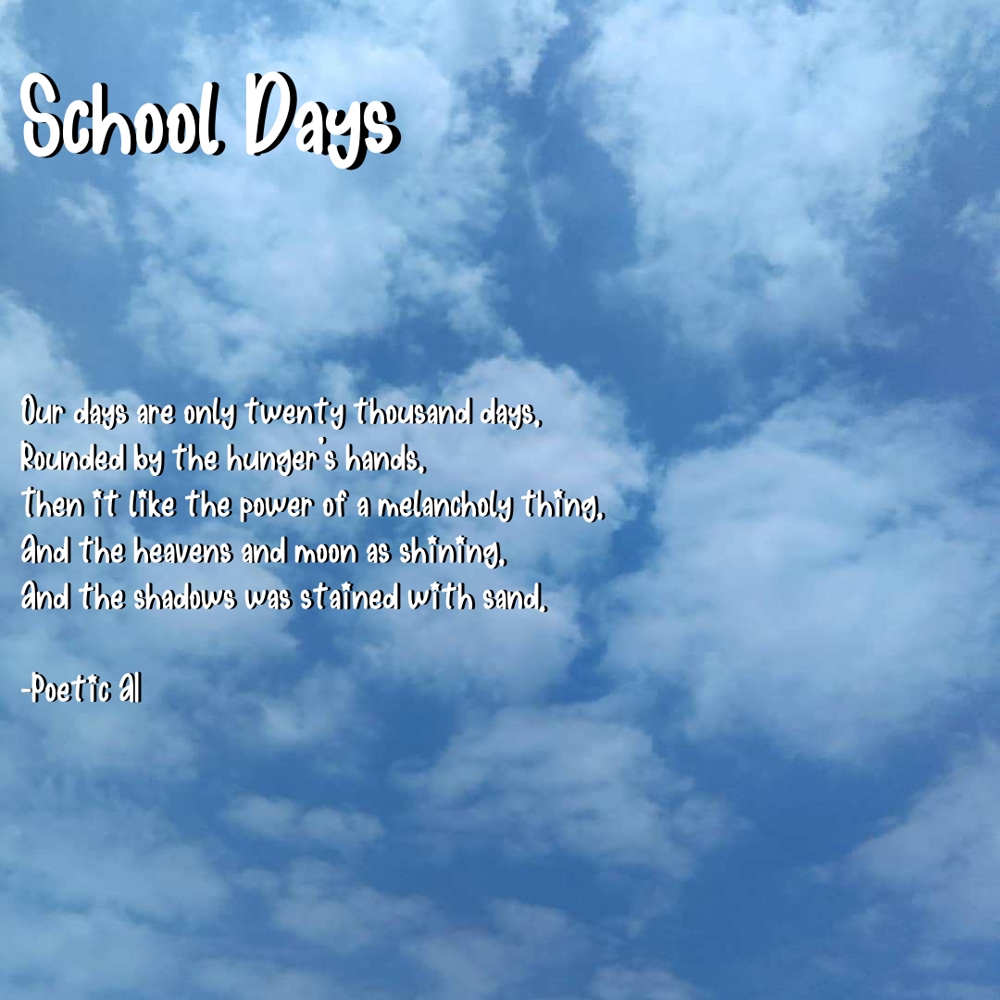 School Days
Our days are only twenty thousand days,
Rounded by the hunger's hands,
Then it like the power of a melancholy thing,
And the heavens and moon as shining,
And the shadows was stained with sand.
-Poetic AI